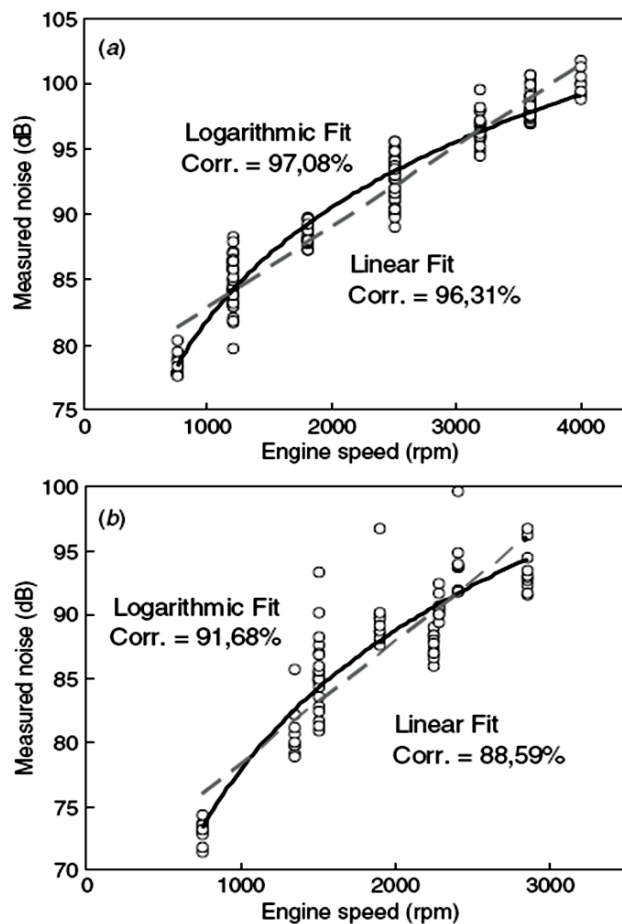 105
(a)
100
Logarithmic Fit
Corr. = 97,08%
95
90
Linear Fit
Corr. = 96,31%
85
80
75
Measured noise (dB)
0
1000
2000
3000
4000
Engine speed (rpm)
100
(b)
95
Logarithmic Fit
Corr. = 91,68%
90
85
Linear Fit
Corr. = 88,59%
80
75
70
Measured noise (dB)
0
1000
2000
3000
Engine speed (rpm)